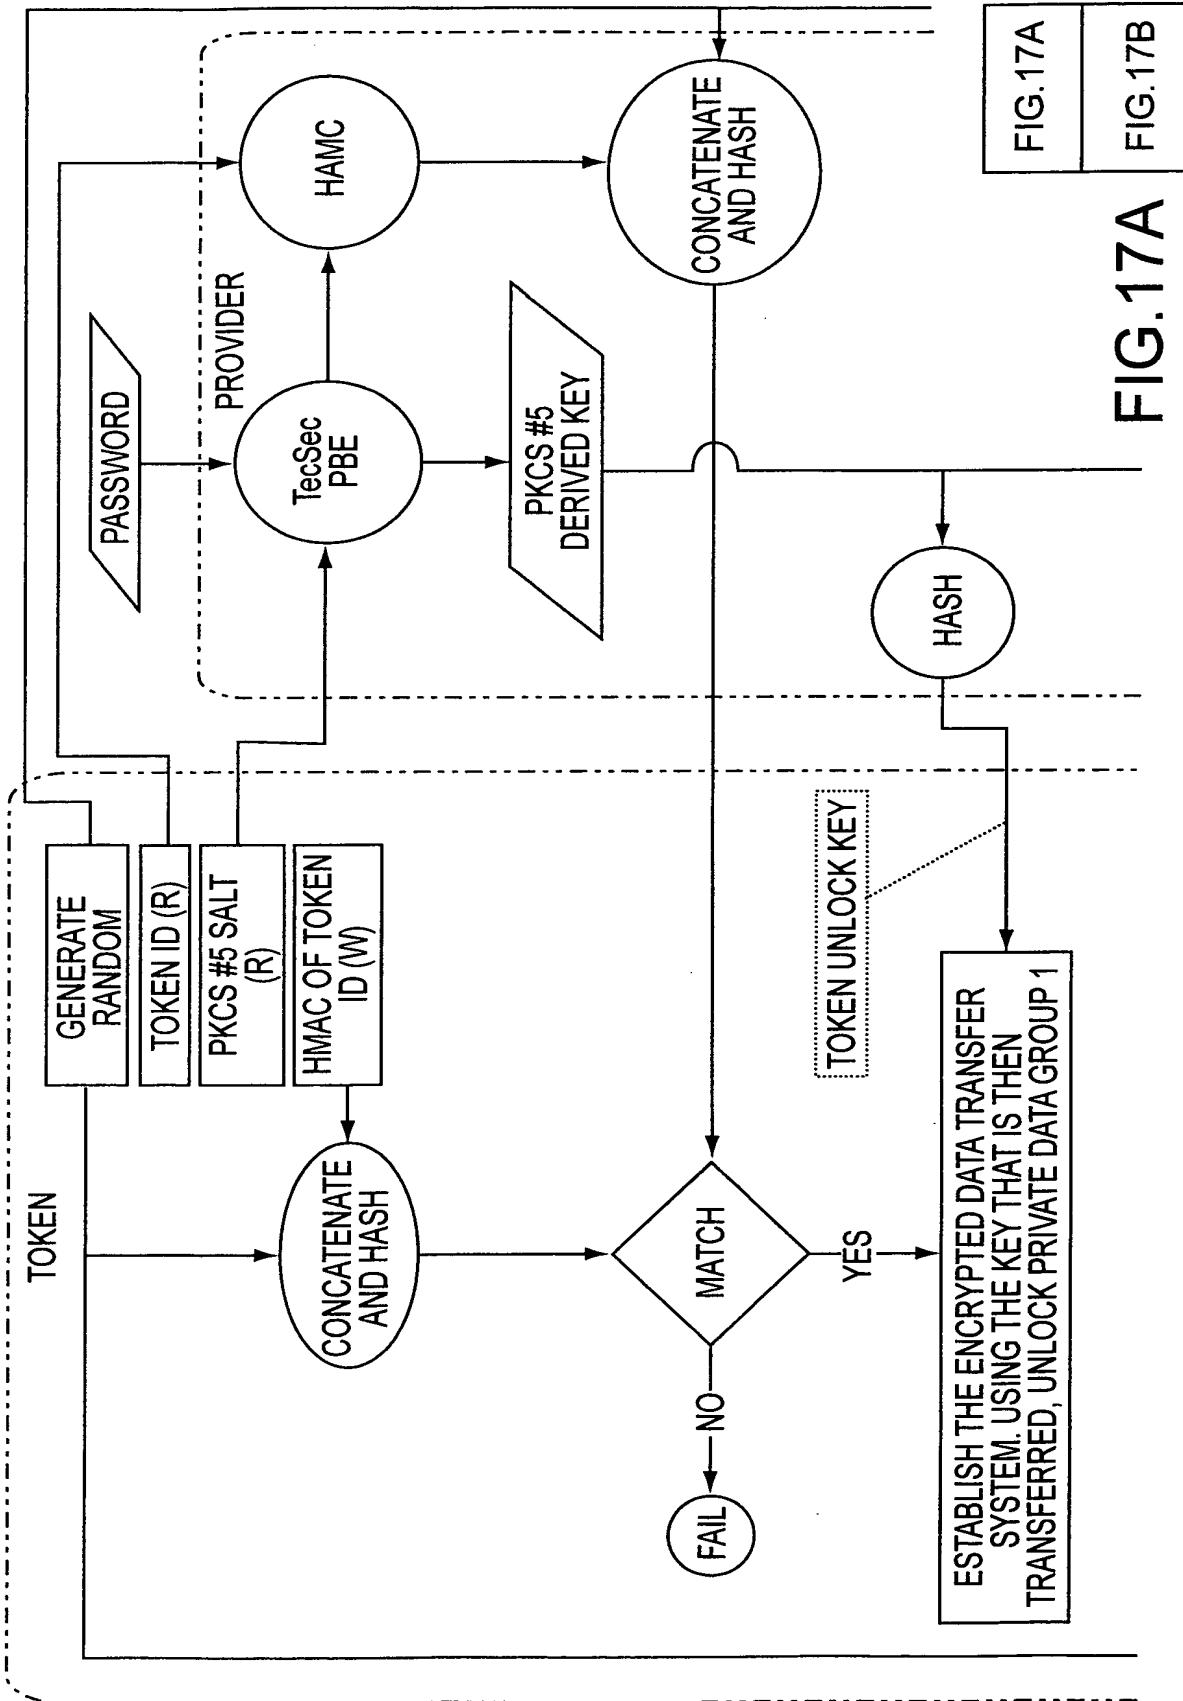 TOKEN
GENERATE
RANDOM
TOKEN ID (R)
PKCS #5 SALT
(R)
HMAC OF TOKEN
ID (W)
CONCATENATE
AND HASH
MATCH
NO
FAIL
YES
TOKEN UNLOCK KEY
ESTABLISH THE ENCRYPTED DATA TRANSFER
SYSTEM. USING THE KEY THAT IS THEN
TRANSFERRED, UNLOCK PRIVATE DATA GROUP 1
PASSWORD
PROVIDER
TecSec
PBE
HAMC
PKCS #5
DERIVED KEY
CONCATENATE
AND HASH
HASH
FIG.17A
FIG.17A
FIG.17B